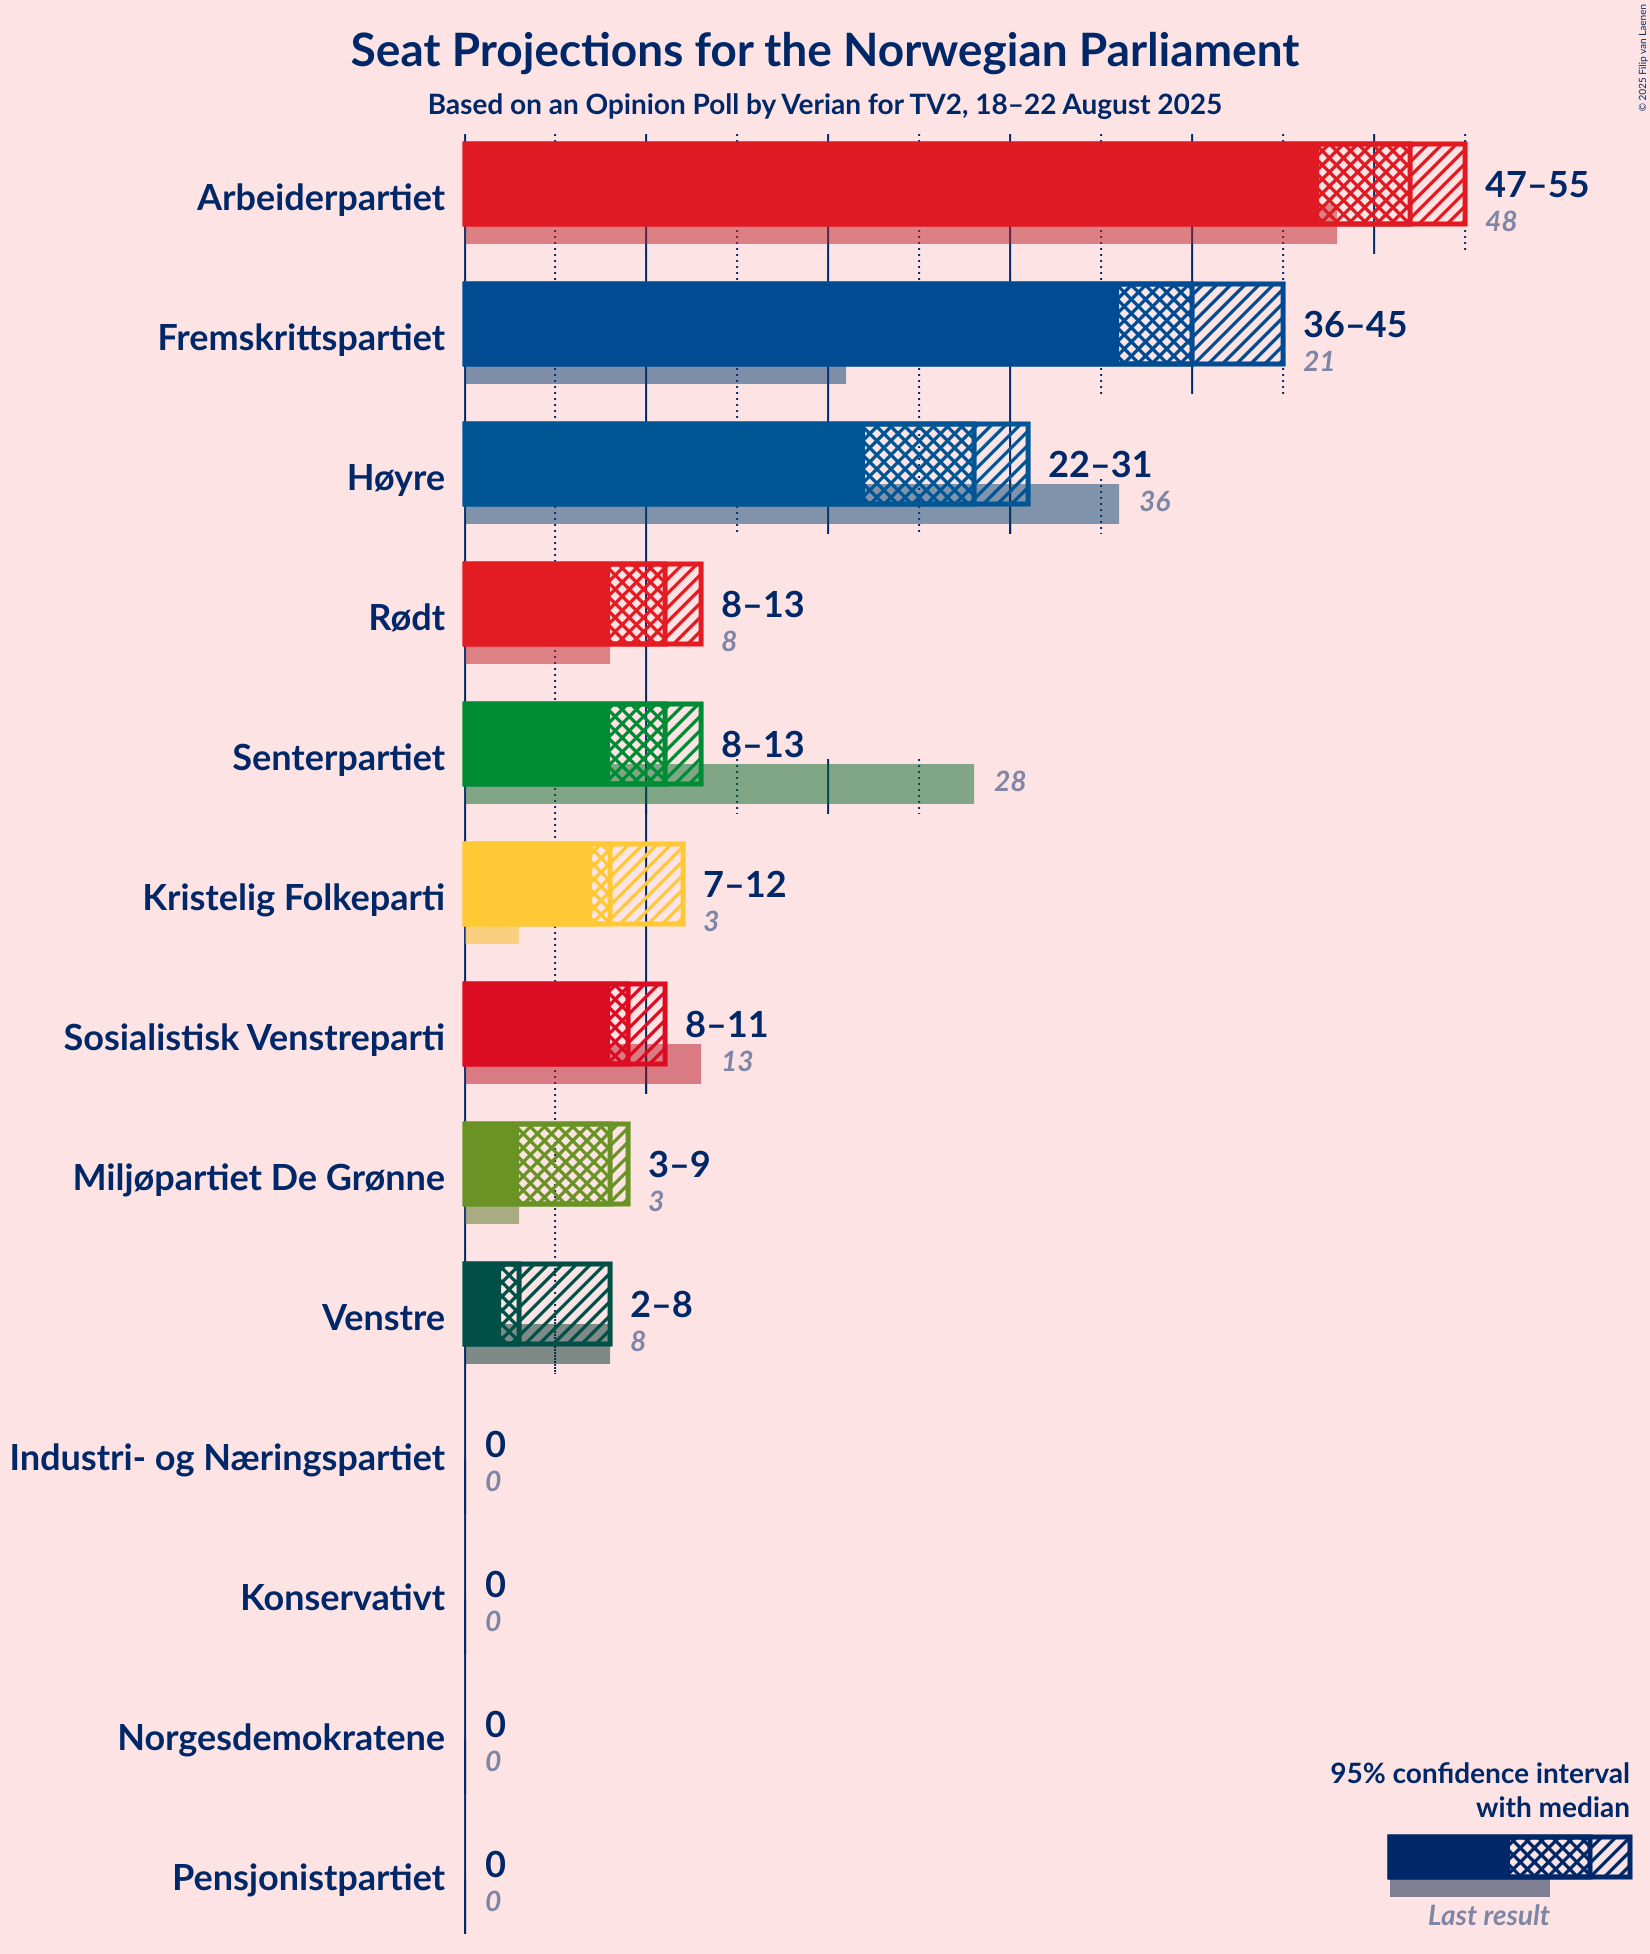 © 2025 Filip van Laenen
Seat Projections for the Norwegian Parliament
Based on an Opinion Poll by Verian for TV2, 18–22 August 2025
Arbeiderpartiet
47–55
48
Fremskrittspartiet
36–45
21
Høyre
22–31
36
Rødt
8–13
8
Senterpartiet
8–13
28
Kristelig Folkeparti
7–12
3
Sosialistisk Venstreparti
8–11
13
Miljøpartiet De Grønne
3–9
3
Venstre
2–8
8
Industri- og Næringspartiet
0
0
Konservativt
0
0
Norgesdemokratene
0
0
Pensjonistpartiet
0
0
95% confidence interval
with median
Last result